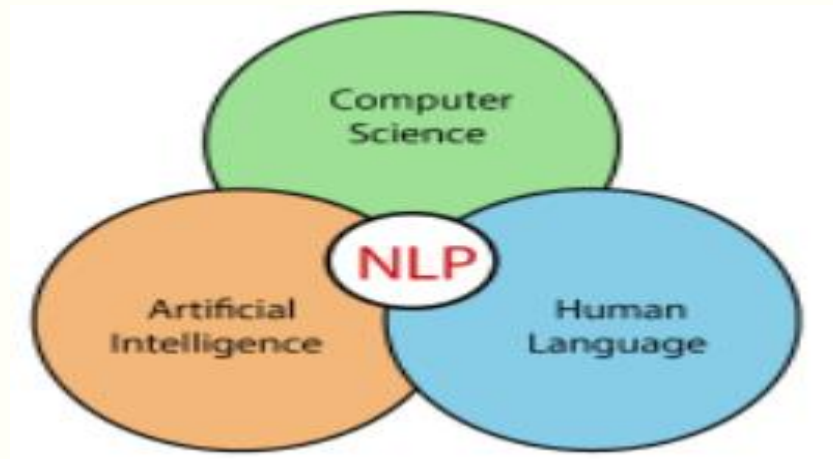 Computer
Science
NLP
Artificial
Intelligence
Human
Language